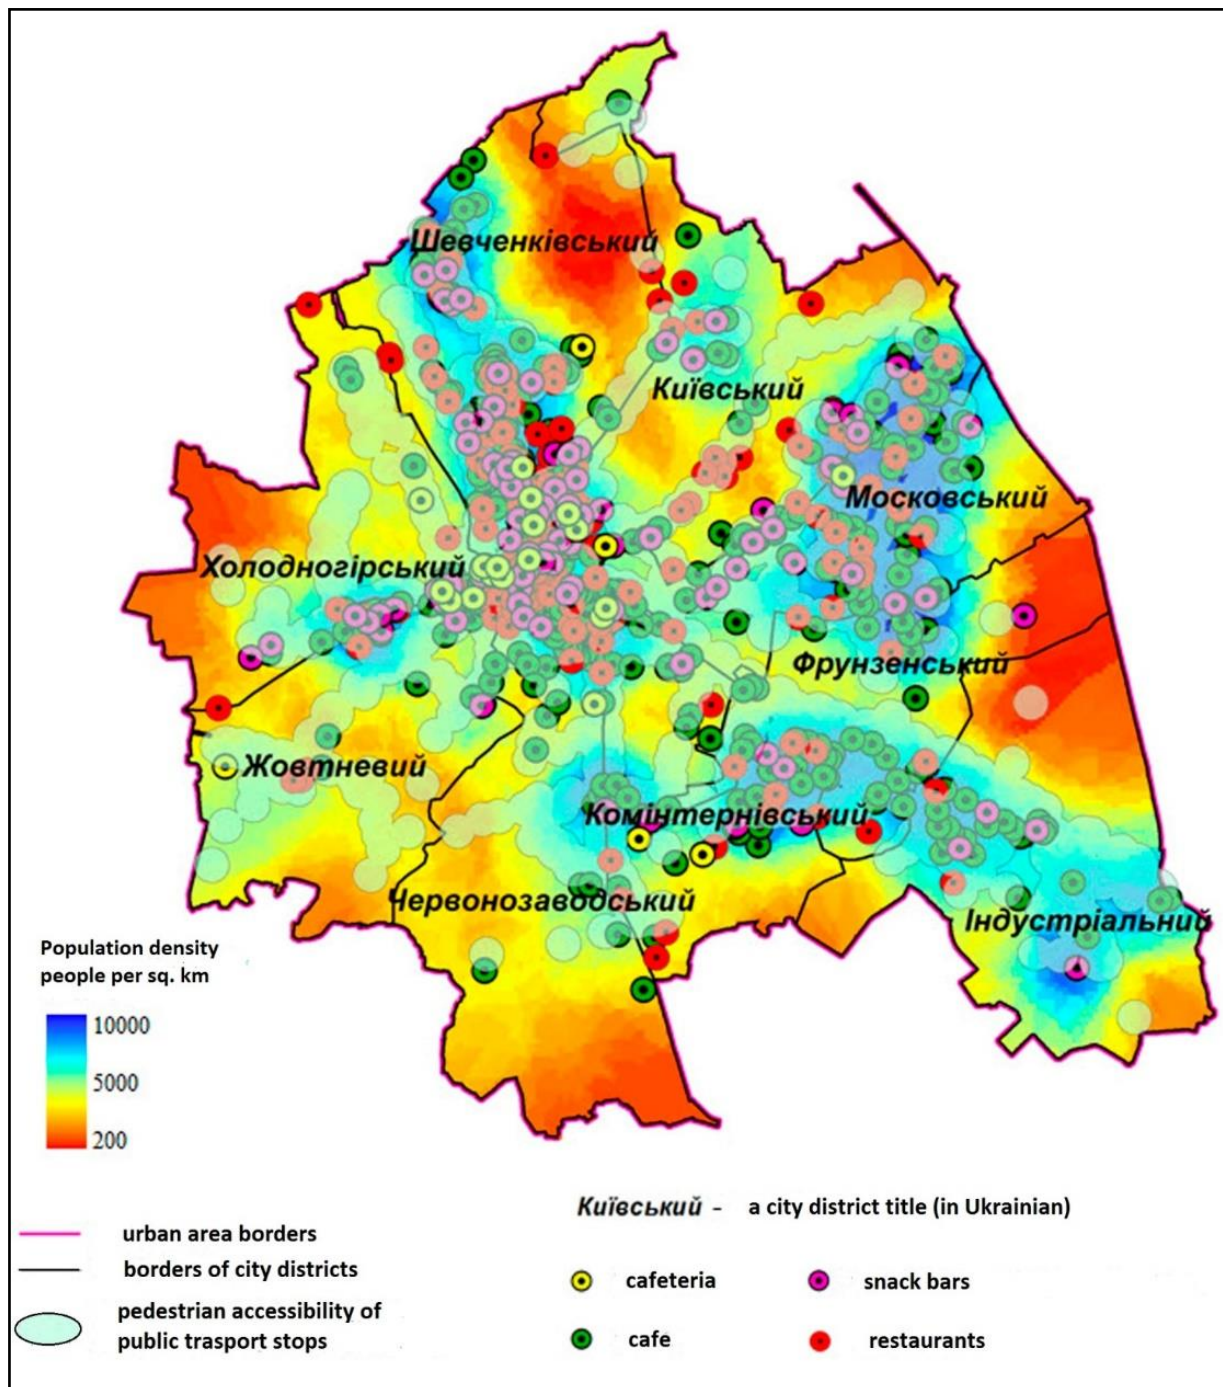 Шевченківський
Київський
Московський
Холодногірський
Фрунзенський
Жовтневий
Комінтернівський
Червонозаводський
Індустріальний
Population density
people per sq. km
10000
5000
200
Київський - a city district title (in Ukrainian)
urban area borders
borders of city districts
pedestrian accessibility of
public trasport stops
cafeteria
snack bars
cafe
restaurants